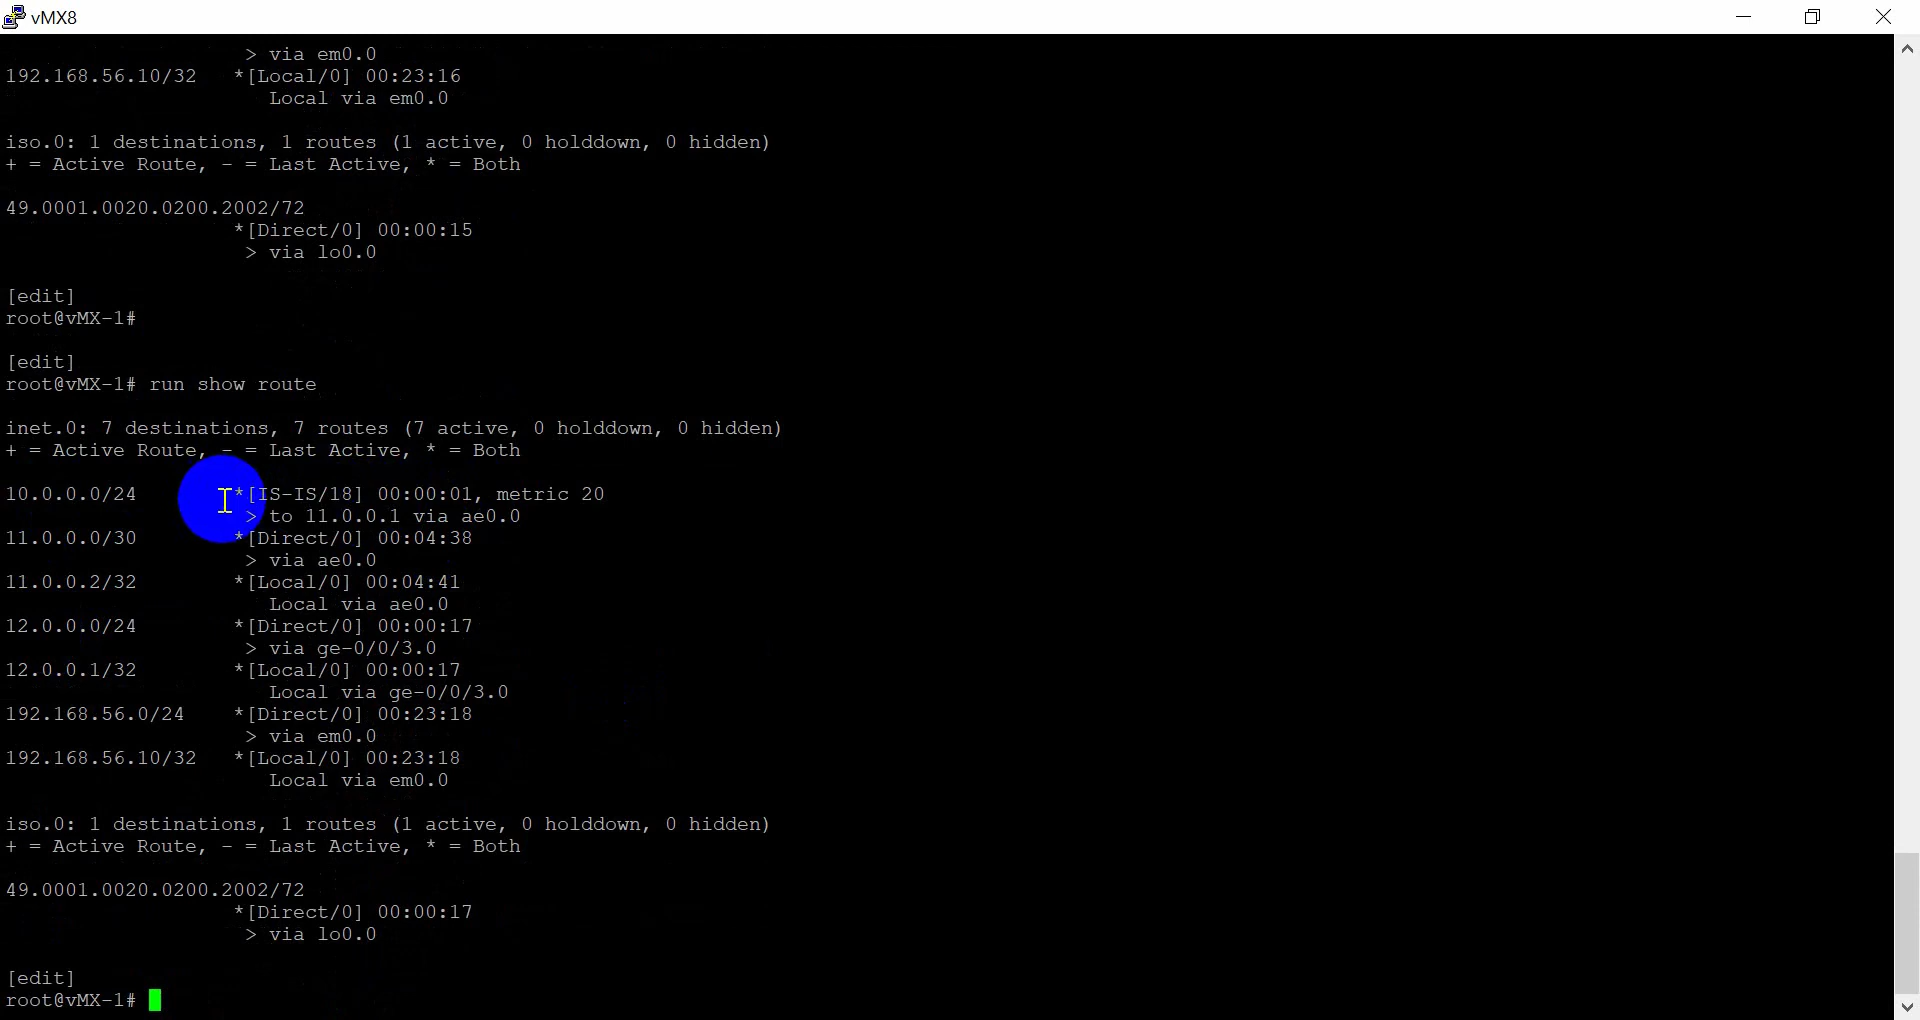 vMX8
> via em0.0
192.168.56.10/32 *[Local/0] 00:23:16
Local via em0.0
iso.0: 1 destinations, 1 routes (1 active, 0 holddown, 0 hidden)
+ = Active Route, - = Last Active, * = Both
49.0001.0020.0200.2002/72
*[Direct/0] 00:00:15
> via lo0.0
[edit]
root@vMX-1#
[edit]
root@vMX-1# run show route
inet.0: 7 destinations, 7 routes (7 active, 0 holddown, 0 hidden)
+ = Active Route, - = Last Active, * = Both
10.0.0.0/24 *[IS-IS/18] 00:00:01, metric 20
> to 11.0.0.1 via ae0.0
11.0.0.0/30 *[Direct/0] 00:04:38
> via ae0.0
11.0.0.2/32 *[Local/0] 00:04:41
Local via ae0.0
12.0.0.0/24 *[Direct/0] 00:00:17
> via ge-0/0/3.0
12.0.0.1/32 *[Local/0] 00:00:17
Local via ge-0/0/3.0
192.168.56.0/24 *[Direct/0] 00:23:18
> via em0.0
192.168.56.10/32 *[Local/0] 00:23:18
Local via em0.0
iso.0: 1 destinations, 1 routes (1 active, 0 holddown, 0 hidden)
+ = Active Route, - = Last Active, * = Both
49.0001.0020.0200.2002/72
*[Direct/0] 00:00:17
> via lo0.0
[edit]
root@vMX-1#